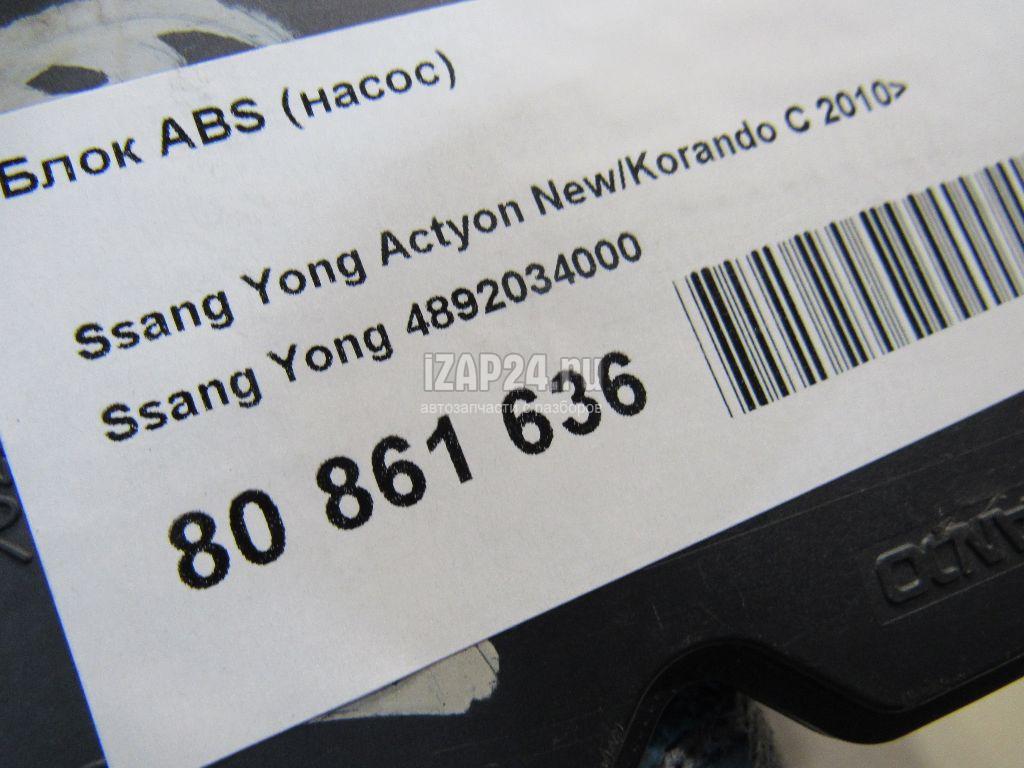 Блок ABS (насос)
Ssang Yong Actyon New/Korando C 2010>
Ssang Yong 4892034000
iZAP24.ru
автозапчасти с разборов
80 861 636